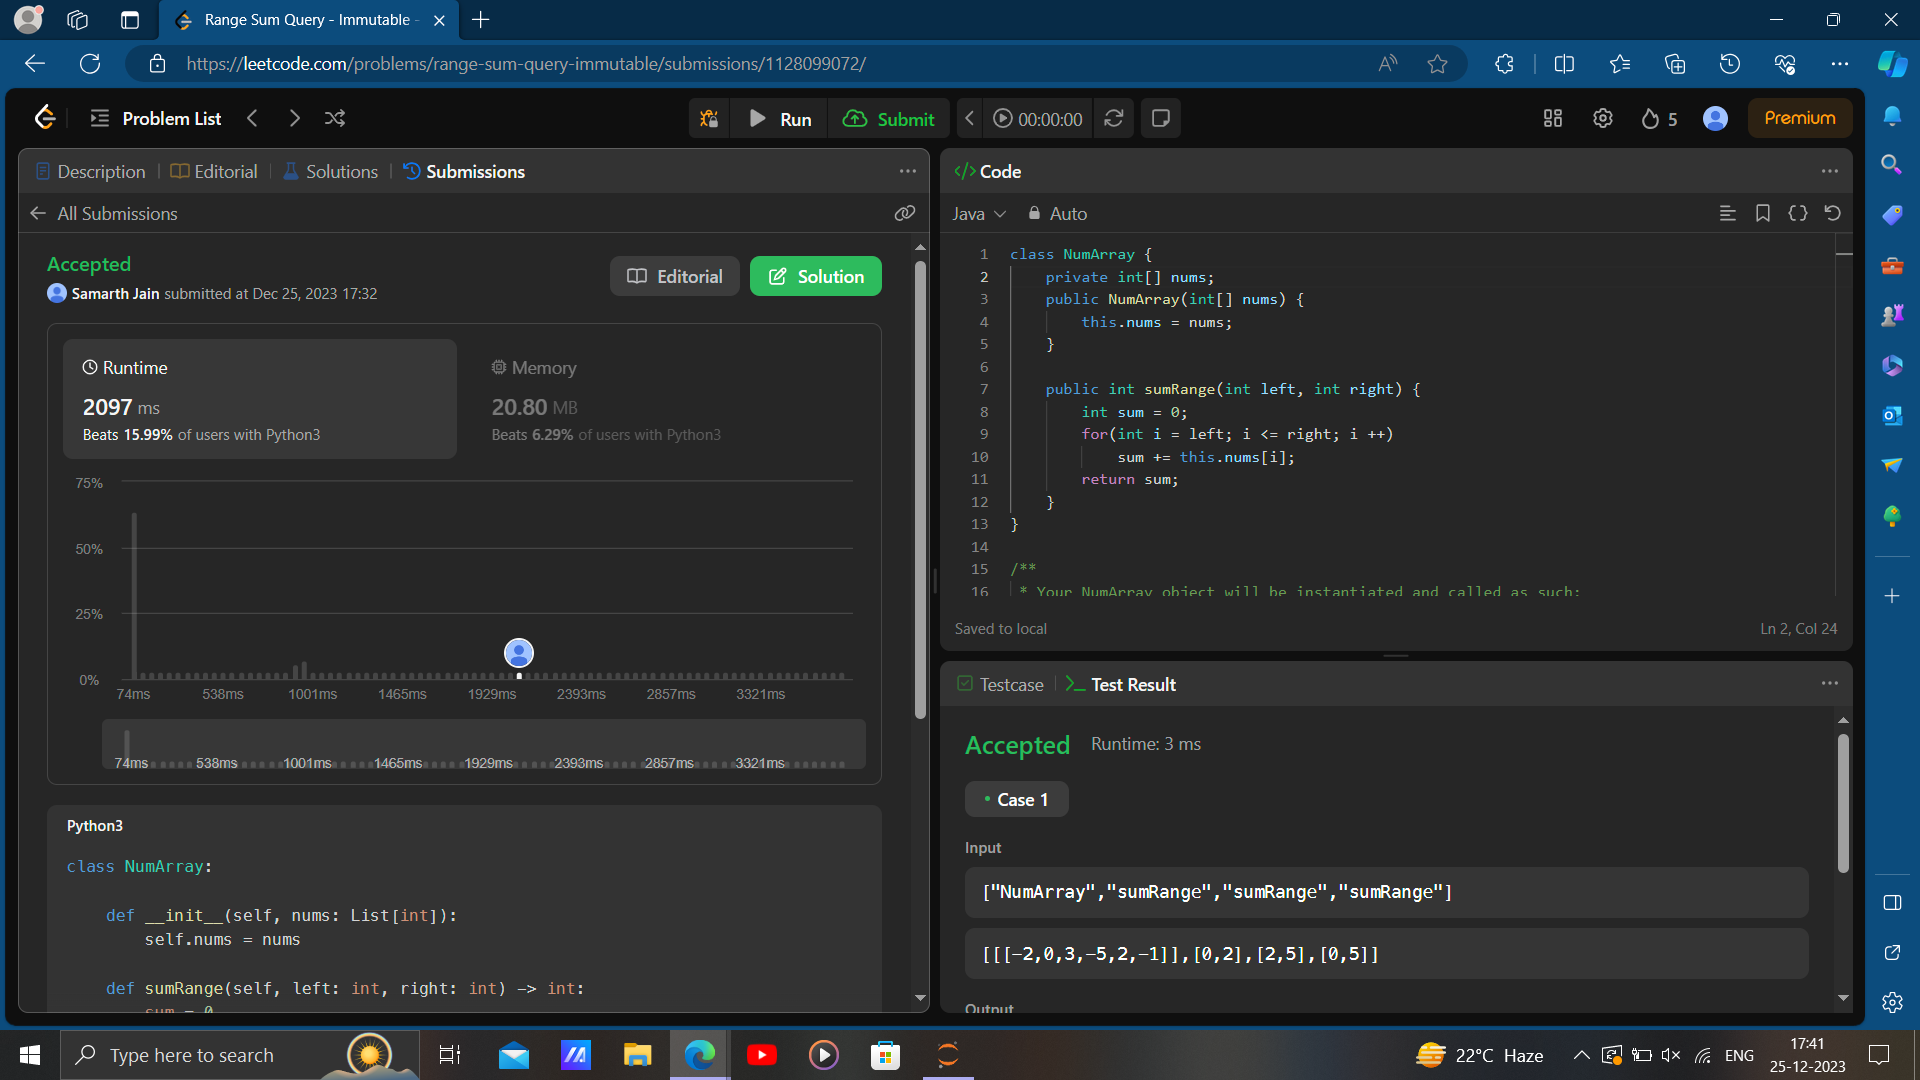 Range Sum Query - Immutable -
https://leetcode.com/problems/range-sum-query-immutable/submissions/1128099072/
Problem List
Run
Submit
00:00:00
5
Premium
Description
Editorial
Solutions
Submissions
All Submissions
Accepted
Samarth Jain submitted at Dec 25, 2023 17:32
Editorial
Solution
Runtime
2097 ms
Beats 15.99% of users with Python3
Memory
20.80 MB
Beats 6.29% of users with Python3
75%
50%
25%
0%
74ms 538ms 1001ms 1465ms 1929ms 2393ms 2857ms 3321ms
74ms 538ms 1001ms 1465ms 1929ms 2393ms 2857ms 3321ms
Python3
class NumArray:
def __init__(self, nums: List[int]):
self.nums = nums
def sumRange(self, left: int, right: int) -> int:
sum = 0
Code
Java
Auto
1 class NumArray {
2 private int[] nums;
3 public NumArray(int[] nums) {
4 this.nums = nums;
5 }
6
7 public int sumRange(int left, int right) {
8 int sum = 0;
9 for(int i = left; i <= right; i ++)
10 sum += this.nums[i];
11 return sum;
12 }
13 }
14
15 /**
16 * Your NumArray object will be instantiated and called as such:
Saved to local
Ln 2, Col 24
Testcase
Test Result
Accepted
Runtime: 3 ms
Case 1
Input
["NumArray","sumRange","sumRange","sumRange"]
[[[-2,0,3,-5,2,-1]],[0,2],[2,5],[0,5]]
Output
Type here to search
22°C Haze
ENG
17:41
25-12-2023